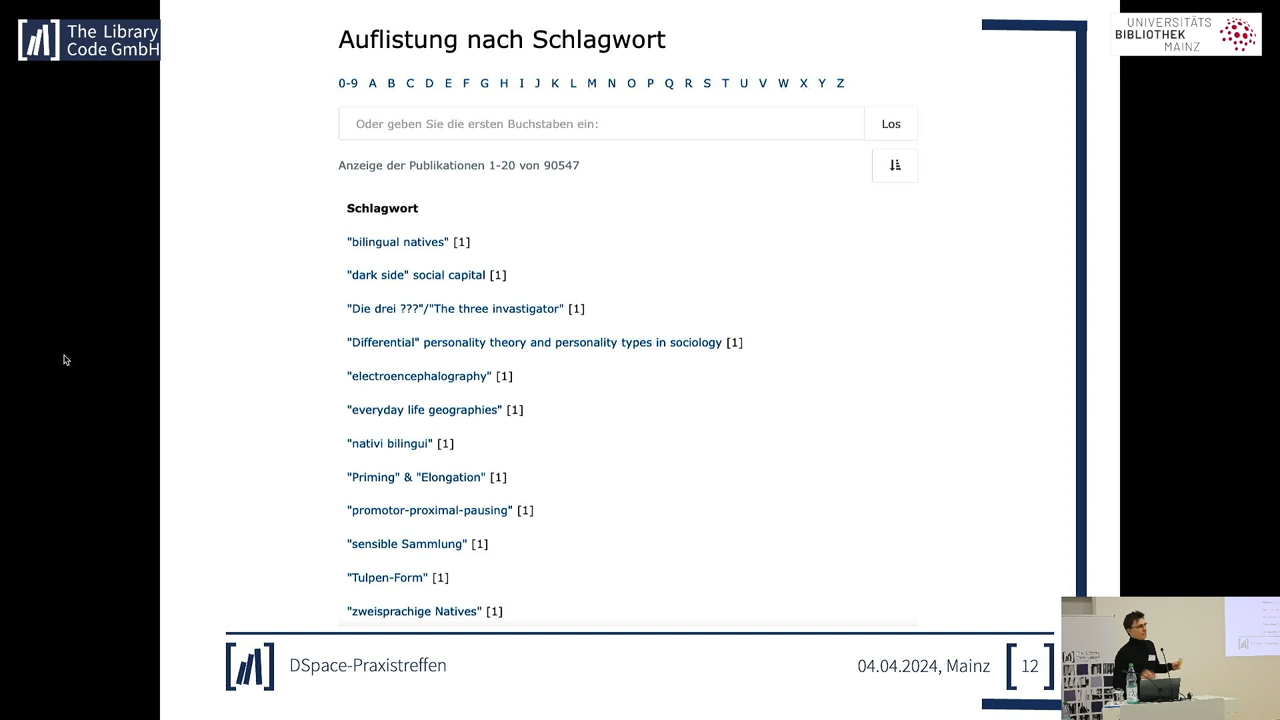 The Library
Code GmbH
UNIVERSITÄTS
BIBLIOTHEK
MAINZ
Auflistung nach Schlagwort
0-9 A B C D E F G H I J K L M N O P Q R S T U V W X Y Z
Oder geben Sie die ersten Buchstaben ein:
Los
Anzeige der Publikationen 1-20 von 90547
Schlagwort
"bilingual natives" [1]
"dark side" social capital [1]
"Die drei ???"/"The three invastigator" [1]
"Differential" personality theory and personality types in sociology [1]
"electroencephalography" [1]
"everyday life geographies" [1]
"nativi bilingui" [1]
"Priming" & "Elongation" [1]
"promotor-proximal-pausing" [1]
"sensible Sammlung" [1]
"Tulpen-Form" [1]
"zweisprachige Natives" [1]
DSpace-Praxistreffen
04.04.2024, Mainz
12